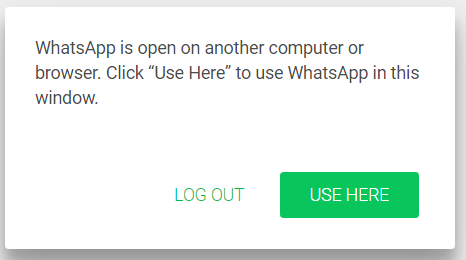 WhatsApp is open on another computer or
browser. Click “Use Here” to use WhatsApp in this
window.
LOG OUT
USE HERE